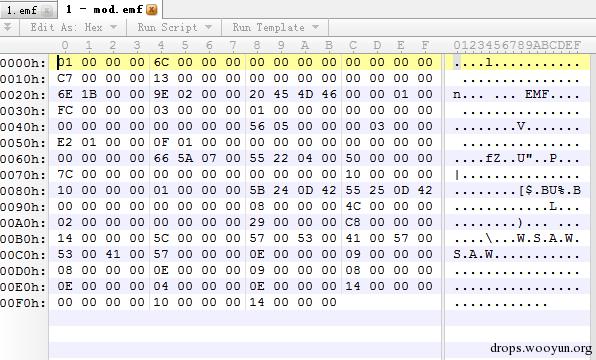 1.emf 1 - mod.emf
Edit As: Hex Run Script Run Template
0 1 2 3 4 5 6 7 8 9 A B C D E F 0123456789ABCDEF
0000h: 01 00 00 00 6C 00 00 00 00 00 00 00 00 00 00 00 ....l...........
0010h: C7 00 00 00 13 00 00 00 00 00 00 00 00 00 00 00 ................
0020h: 6E 1B 00 00 9E 02 00 00 20 45 4D 46 00 00 01 00 n....... EMF....
0030h: FC 00 00 00 03 00 00 00 01 00 00 00 00 00 00 00 ................
0040h: 00 00 00 00 00 00 00 00 56 05 00 00 00 03 00 00 ........V.......
0050h: E2 01 00 00 0F 01 00 00 00 00 00 00 00 00 00 00 ................
0060h: 00 00 00 00 66 5A 07 00 55 22 04 00 50 00 00 00 ....fZ..U"..P...
0070h: 7C 00 00 00 00 00 00 00 00 00 00 00 10 00 00 00 |...............
0080h: 10 00 00 00 01 00 00 00 5B 24 0D 42 55 25 0D 42 ........[$.BU%.B
0090h: 00 00 00 00 00 00 00 00 08 00 00 00 4C 00 00 00 ............L...
00A0h: 02 00 00 00 00 00 00 00 29 00 00 00 C8 00 00 00 ........).......
00B0h: 14 00 00 00 5C 00 00 00 57 00 53 00 41 00 57 00 ....\...W.S.A.W.
00C0h: 53 00 41 00 57 00 00 00 0E 00 00 00 09 00 00 00 S.A.W...........
00D0h: 08 00 00 00 0E 00 00 00 09 00 00 00 08 00 00 00 ................
00E0h: 0E 00 00 00 04 00 00 00 0E 00 00 00 14 00 00 00 ................
00F0h: 00 00 00 00 10 00 00 00 14 00 00 00 ............
drops.wooyun.org